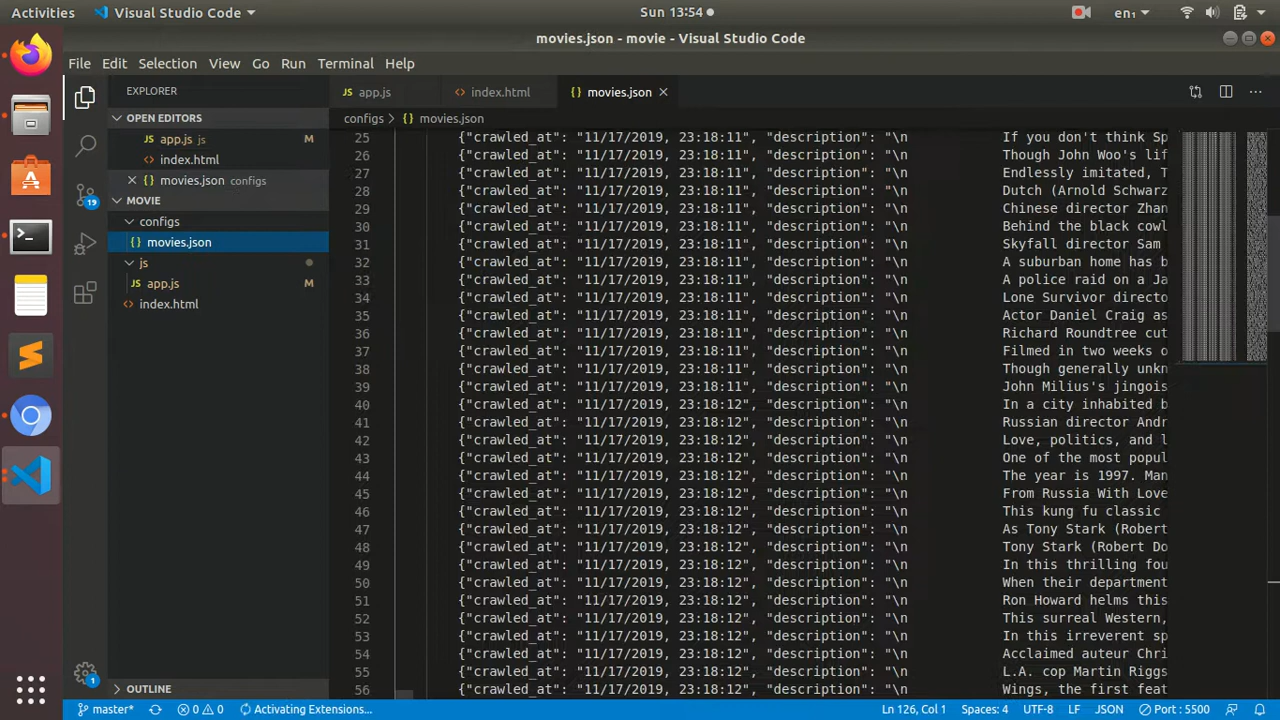 Activities
Visual Studio Code
Sun 13:54
en₁
movies.json - movie - Visual Studio Code
File Edit Selection View Go Run Terminal Help
EXPLORER
app.js
index.html
movies.json
OPEN EDITORS
configs > {} movies.json
app.js js M
index.html
movies.json configs
MOVIE
configs
movies.json
js
app.js M
index.html
19
25 {"crawled_at": "11/17/2019, 23:18:11", "description": "\n If you don't think Sp
26 {"crawled_at": "11/17/2019, 23:18:11", "description": "\n Though John Woo's lif
27 {"crawled_at": "11/17/2019, 23:18:11", "description": "\n Endlessly imitated, T
28 {"crawled_at": "11/17/2019, 23:18:11", "description": "\n Dutch (Arnold Schwarz
29 {"crawled_at": "11/17/2019, 23:18:11", "description": "\n Chinese director Zhan
30 {"crawled_at": "11/17/2019, 23:18:11", "description": "\n Behind the black cowl
31 {"crawled_at": "11/17/2019, 23:18:11", "description": "\n Skyfall director Sam
32 {"crawled_at": "11/17/2019, 23:18:11", "description": "\n A suburban home has b
33 {"crawled_at": "11/17/2019, 23:18:11", "description": "\n A police raid on a Ja
34 {"crawled_at": "11/17/2019, 23:18:11", "description": "\n Lone Survivor directo
35 {"crawled_at": "11/17/2019, 23:18:11", "description": "\n Actor Daniel Craig as
36 {"crawled_at": "11/17/2019, 23:18:11", "description": "\n Richard Roundtree cut
37 {"crawled_at": "11/17/2019, 23:18:11", "description": "\n Filmed in two weeks o
38 {"crawled_at": "11/17/2019, 23:18:11", "description": "\n Though generally unkn
39 {"crawled_at": "11/17/2019, 23:18:11", "description": "\n John Milius's jingois
40 {"crawled_at": "11/17/2019, 23:18:12", "description": "\n In a city inhabited b
41 {"crawled_at": "11/17/2019, 23:18:12", "description": "\n Russian director Andr
42 {"crawled_at": "11/17/2019, 23:18:12", "description": "\n Love, politics, and l
43 {"crawled_at": "11/17/2019, 23:18:12", "description": "\n One of the most popul
44 {"crawled_at": "11/17/2019, 23:18:12", "description": "\n The year is 1997. Man
45 {"crawled_at": "11/17/2019, 23:18:12", "description": "\n From Russia With Love
46 {"crawled_at": "11/17/2019, 23:18:12", "description": "\n This kung fu classic
47 {"crawled_at": "11/17/2019, 23:18:12", "description": "\n As Tony Stark (Robert
48 {"crawled_at": "11/17/2019, 23:18:12", "description": "\n Tony Stark (Robert Do
49 {"crawled_at": "11/17/2019, 23:18:12", "description": "\n In this thrilling fou
50 {"crawled_at": "11/17/2019, 23:18:12", "description": "\n When their department
51 {"crawled_at": "11/17/2019, 23:18:12", "description": "\n Ron Howard helms this
52 {"crawled_at": "11/17/2019, 23:18:12", "description": "\n This surreal Western,
53 {"crawled_at": "11/17/2019, 23:18:12", "description": "\n In this irreverent sp
54 {"crawled_at": "11/17/2019, 23:18:12", "description": "\n Acclaimed auteur Chri
55 {"crawled_at": "11/17/2019, 23:18:12", "description": "\n L.A. cop Martin Riggs
56 {"crawled_at": "11/17/2019, 23:18:12", "description": "\n Wings, the first feat
1
OUTLINE
master* 0 0 Activating Extensions... Ln 126, Col 1 Spaces: 4 UTF-8 LF JSON Port : 5500